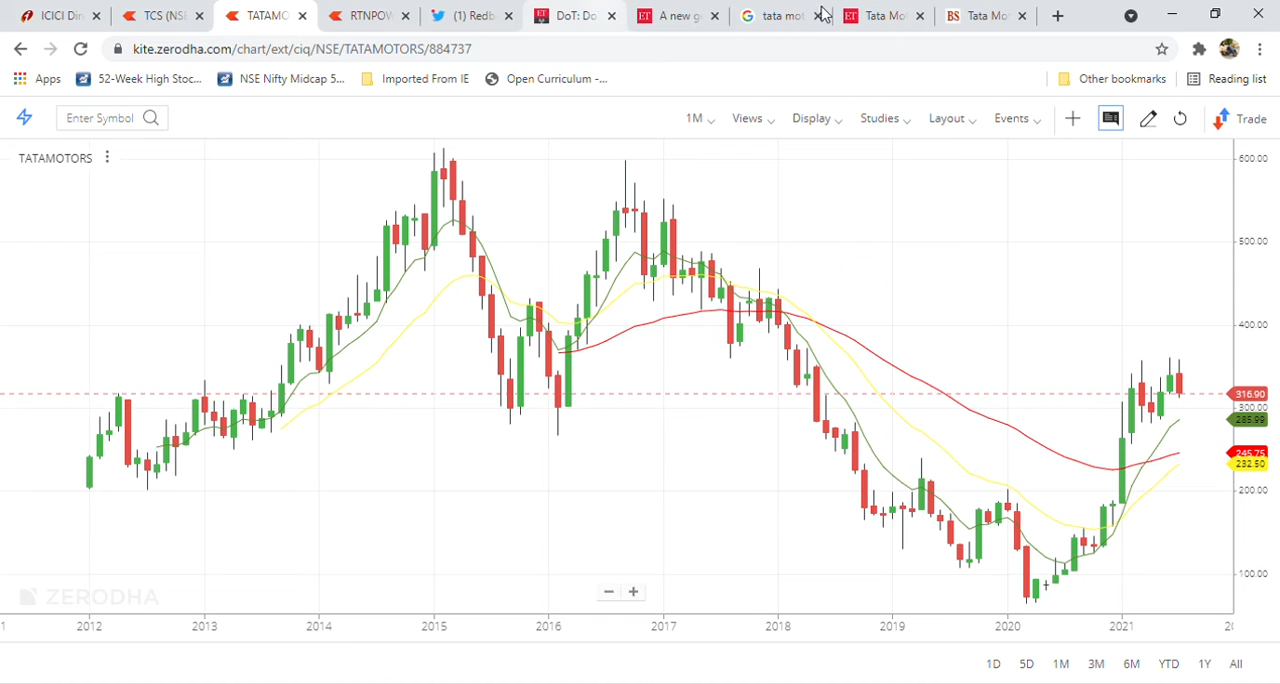 ICICI Dir
TCS (NSE
TATAMO
RTNPOW
(1) Redb
DoT: Do
A new g
tata mot
Tata Mo
BS Tata Mo
kite.zerodha.com/chart/ext/ciq/NSE/TATAMOTORS/884737
Apps
52-Week High Stoc...
NSE Nifty Midcap 5...
Imported From IE
Open Curriculum -...
Other bookmarks
Reading list
Enter Symbol
1M
Views
Display
Studies
Layout
Events
Trade
TATAMOTORS
600.00
500.00
400.00
316.90
300.00
285.99
245.75
232.50
200.00
100.00
ZERODHA
1 2012 2013 2014 2015 2016 2017 2018 2019 2020 2021 20
1D 5D 1M 3M 6M YTD 1Y All